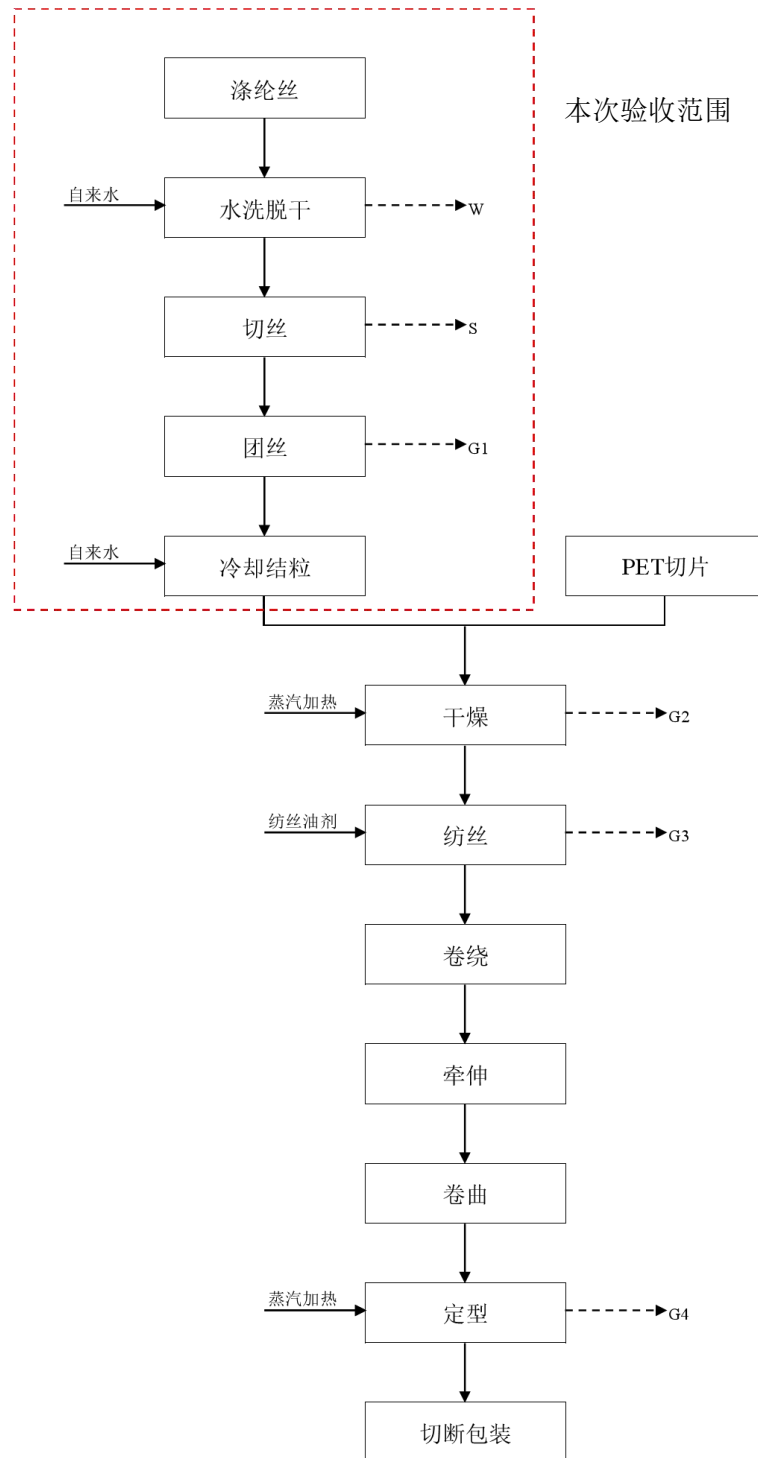 涤纶丝
本次验收范围
自来水
水洗脱干
W
切丝
S
团丝
G1
自来水
冷却结粒
PET切片
蒸汽加热
干燥
G2
纺丝油剂
纺丝
G3
卷绕
牵伸
卷曲
蒸汽加热
定型
G4
切断包装